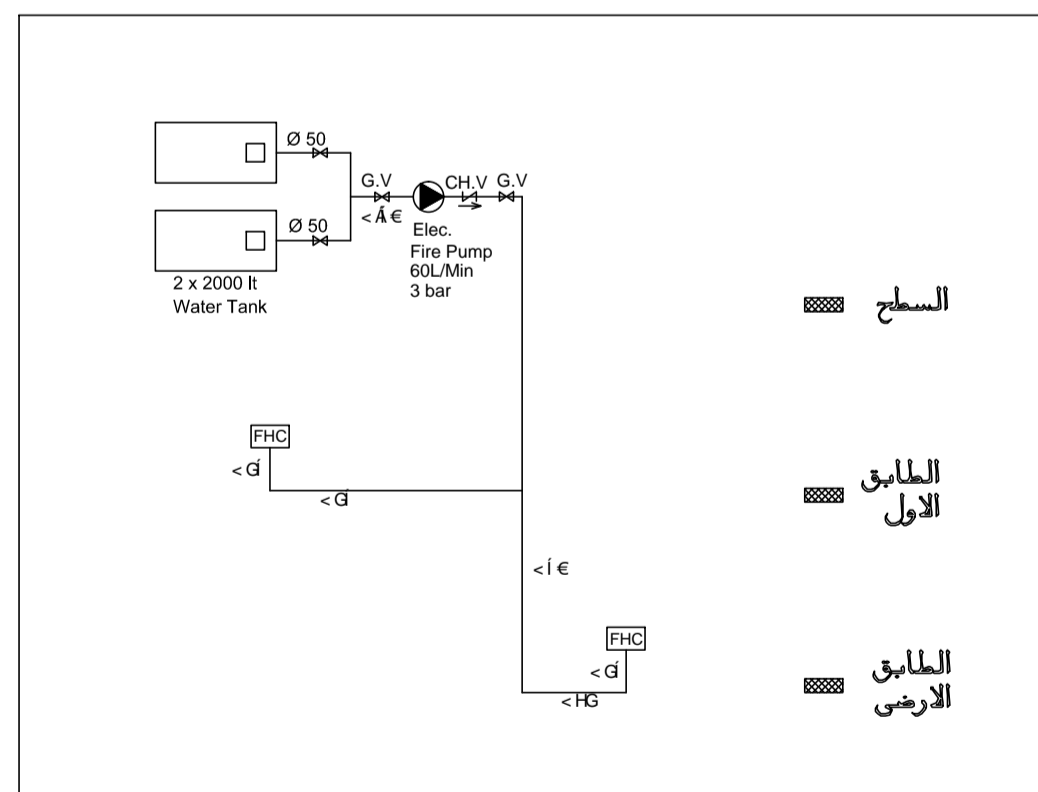 Ø 50
G.V
CH.V
G.V
Ø 50
Elec.
Fire Pump
60L/Min
3 bar
2 x 2000 lt
Water Tank
السطح
FHC
الطابق
الاول
FHC
الطابق
الارضي